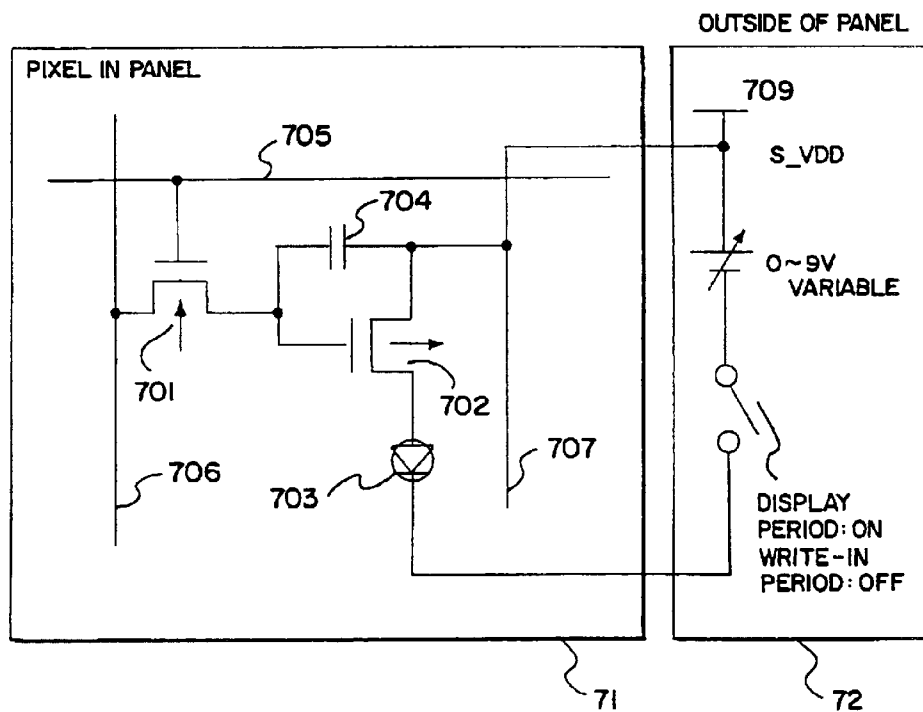 OUTSIDE OF PANEL
PIXEL IN PANEL
709
705
S_VDD
704
0~9V
VARIABLE
701
702
706
703
707
DISPLAY
PERIOD: ON
WRITE-IN
PERIOD: OFF
71
72